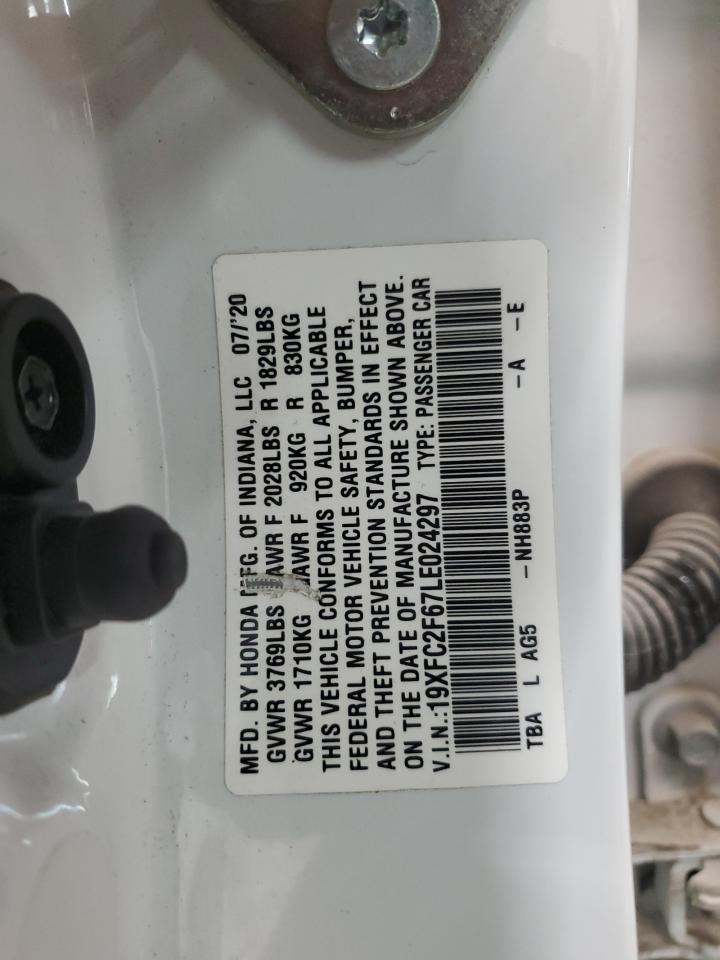 MFD. BY HONDA MFG. OF INDIANA, LLC 07/'20
GVWR 3769LBS GAWR F 2028LBS R 1829LBS
GVWR 1710KG GAWR F 920KG R 830KG
THIS VEHICLE CONFORMS TO ALL APPLICABLE
FEDERAL MOTOR VEHICLE SAFETY, BUMPER,
AND THEFT PREVENTION STANDARDS IN EFFECT
ON THE DATE OF MANUFACTURE SHOWN ABOVE.
V.I.N.:19XFC2F67LE024297 TYPE: PASSENGER CAR
TBA L AG5 - NH883P - A - E